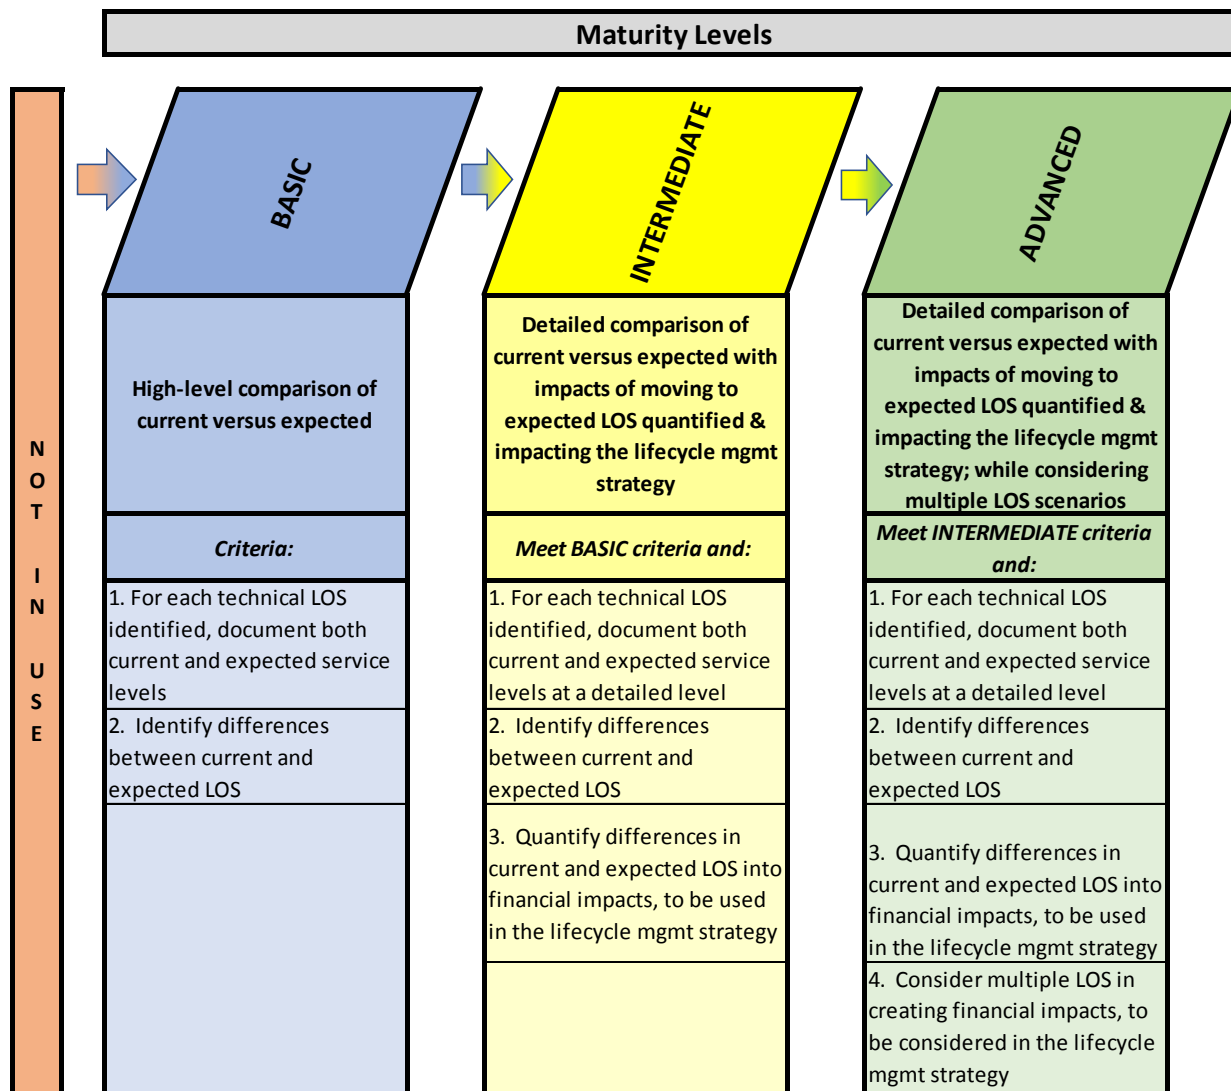 Maturity Levels
NOT IN USE
BASIC
High-level comparison of
current versus expected
Criteria:
1. For each technical LOS
identified, document both
current and expected service
levels
2.  Identify differences
between current and
expected LOS
INTERMEDIATE
Detailed comparison of
current versus expected with
impacts of moving to
expected LOS quantified &
impacting the lifecycle mgmt
strategy
Meet BASIC criteria and:
1. For each technical LOS
identified, document both
current and expected service
levels at a detailed level
2.  Identify differences
between current and
expected LOS
3.  Quantify differences in
current and expected LOS into
financial impacts, to be used
in the lifecycle mgmt strategy
ADVANCED
Detailed comparison of
current versus expected with
impacts of moving to
expected LOS quantified &
impacting the lifecycle mgmt
strategy; while considering
multiple LOS scenarios
Meet INTERMEDIATE criteria
and:
1. For each technical LOS
identified, document both
current and expected service
levels at a detailed level
2.  Identify differences
between current and
expected LOS
3.  Quantify differences in
current and expected LOS into
financial impacts, to be used
in the lifecycle mgmt strategy
4.  Consider multiple LOS in
creating financial impacts, to
be considered in the lifecycle
mgmt strategy